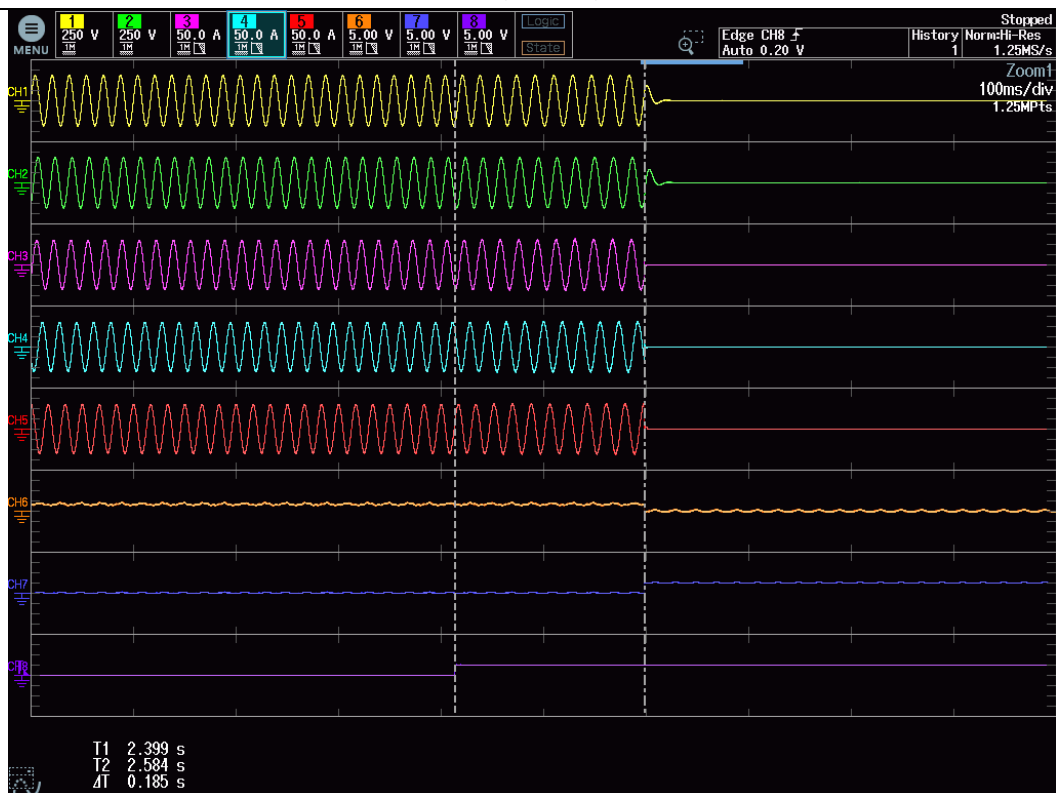 MENU
1 2 3 4 5 6 7 8 Logic
250 V 250 V 50.0 A 50.0 A 50.0 A 5.00 V 5.00 V 5.00 V
1M 1M 1M 1M 1M 1M 1M 1M State
Stopped
Edge CH8 History Norm:Hi-Res
Auto 0.20 V 1 1.25MS/s
Zoom1
100ms/div
1.25MPts
CH1
CH2
CH3
CH4
CH5
CH6
CH7
CH8
T1 2.399 s
T2 2.584 s
ΔT 0.185 s